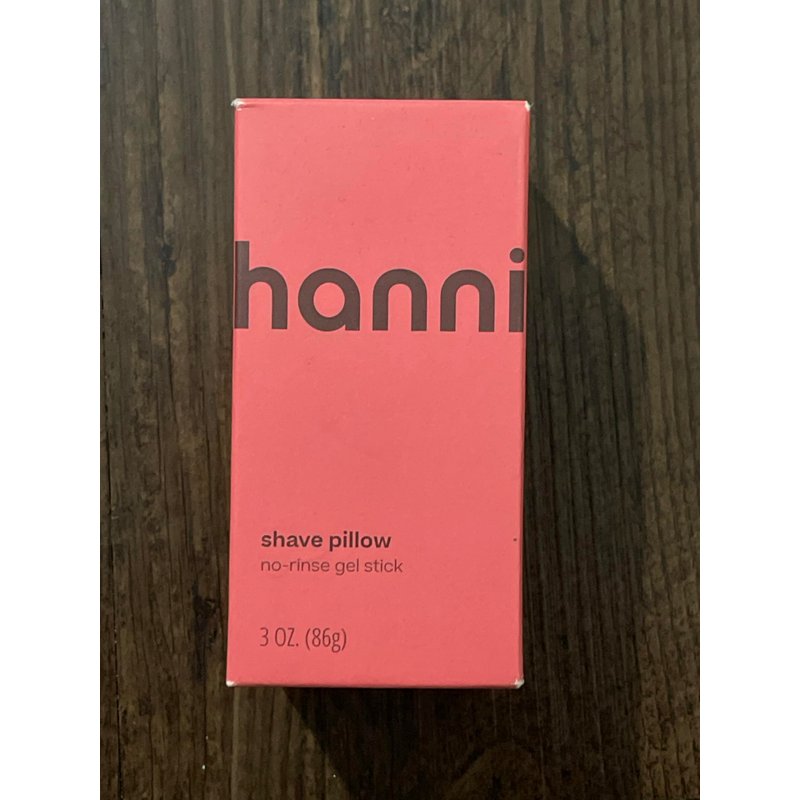 hanni
shave pillow
no-rinse gel stick
3 OZ. (86g)